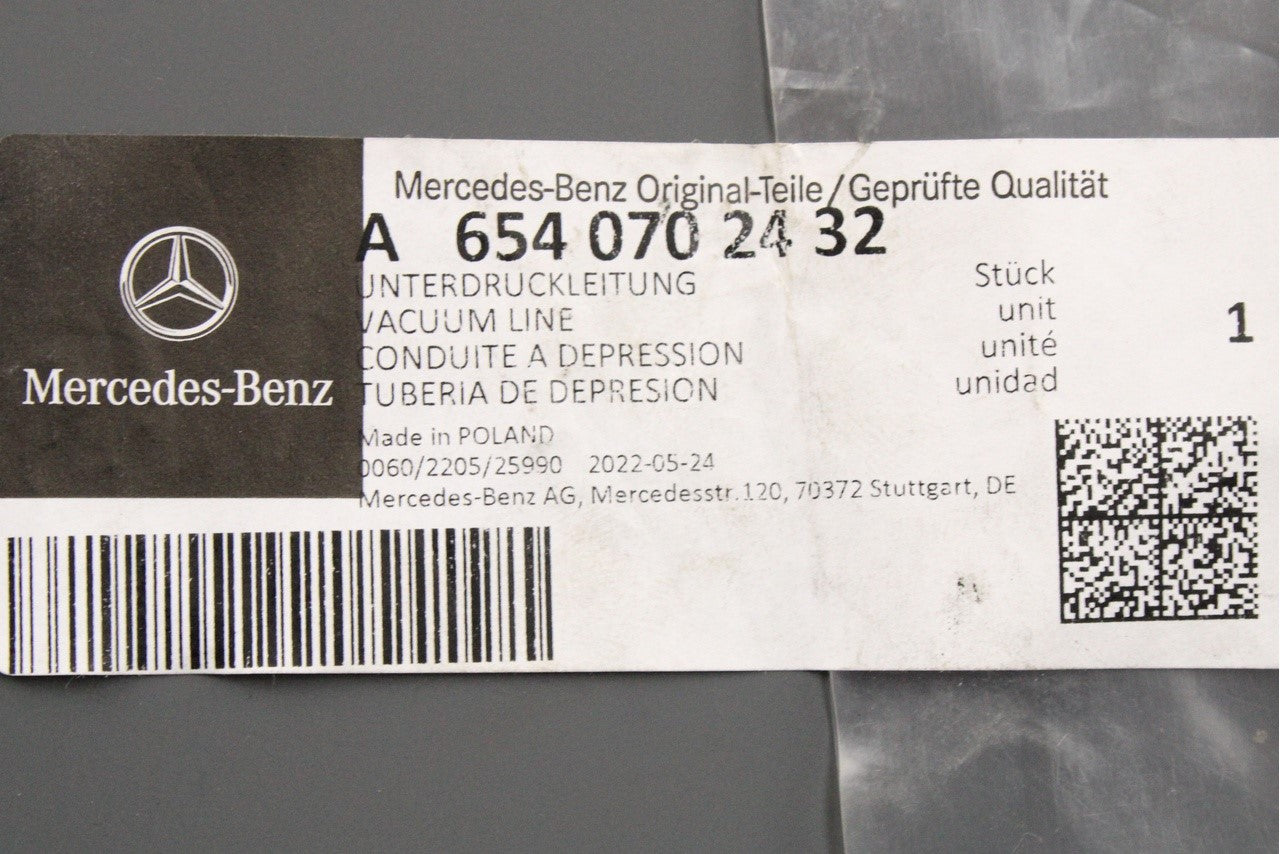 Mercedes-Benz Original-Teile/Geprüfte Qualität
A 654 070 24 32
UNTERDRUCKLEITUNG
VACUUM LINE
CONDUITE A DEPRESSION
TUBERIA DE DEPRESION
Stück
unit
unité
unidad
1
Mercedes-Benz
Made in POLAND
0060/2205/25990 2022-05-24
Mercedes-Benz AG, Mercedesstr.120, 70372 Stuttgart, DE